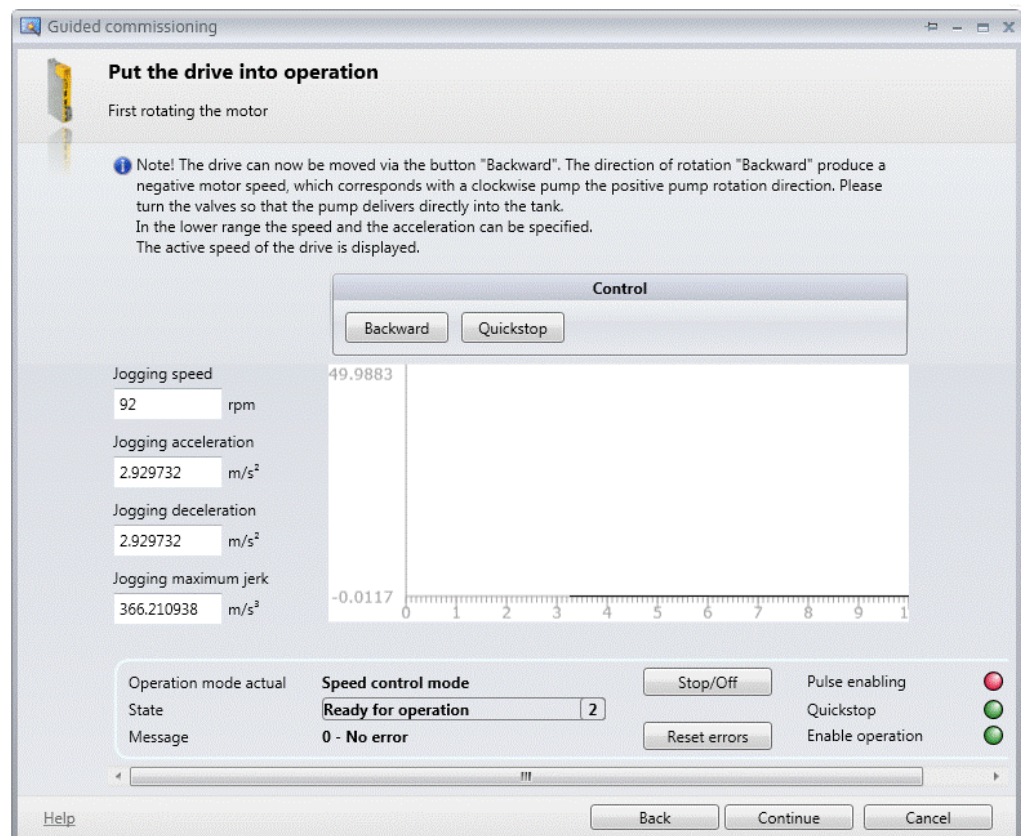 Guided commissioning
Put the drive into operation
First rotating the motor
Note! The drive can now be moved via the button "Backward". The direction of rotation "Backward" produce a
negative motor speed, which corresponds with a clockwise pump the positive pump rotation direction. Please
turn the valves so that the pump delivers directly into the tank.
In the lower range the speed and the acceleration can be specified.
The active speed of the drive is displayed.
Control
Backward Quickstop
Jogging speed
92 rpm
Jogging acceleration
2.929732 m/s²
Jogging deceleration
2.929732 m/s²
Jogging maximum jerk
366.210938 m/s³
49.9883
-0.0117
0 1 2 3 4 5 6 7 8 9 1
Operation mode actual Speed control mode Stop/Off Pulse enabling
State Ready for operation 2 Quickstop
Message 0 - No error Reset errors Enable operation
Help Back Continue Cancel